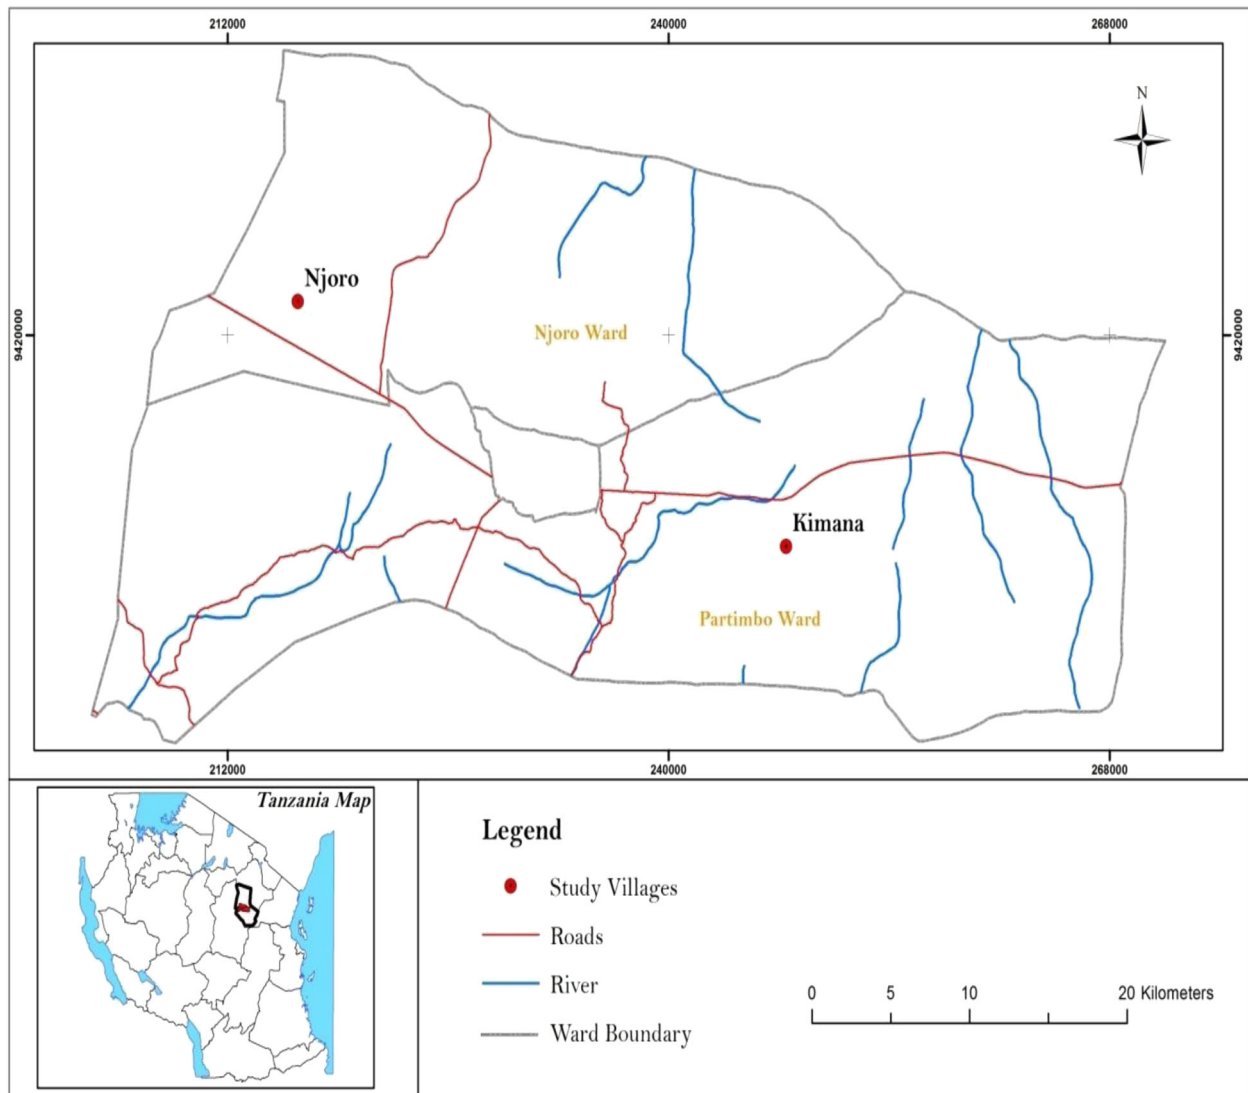 212000
240000
268000
N
Njoro
Njoro Ward
9420000
9420000
Kimana
Partimbo Ward
212000
240000
268000
Tanzania Map
Legend
Study Villages
Roads
River
Ward Boundary
0 5 10 20 Kilometers